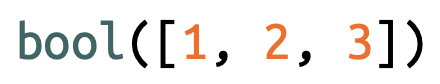 bool([1, 2, 3])